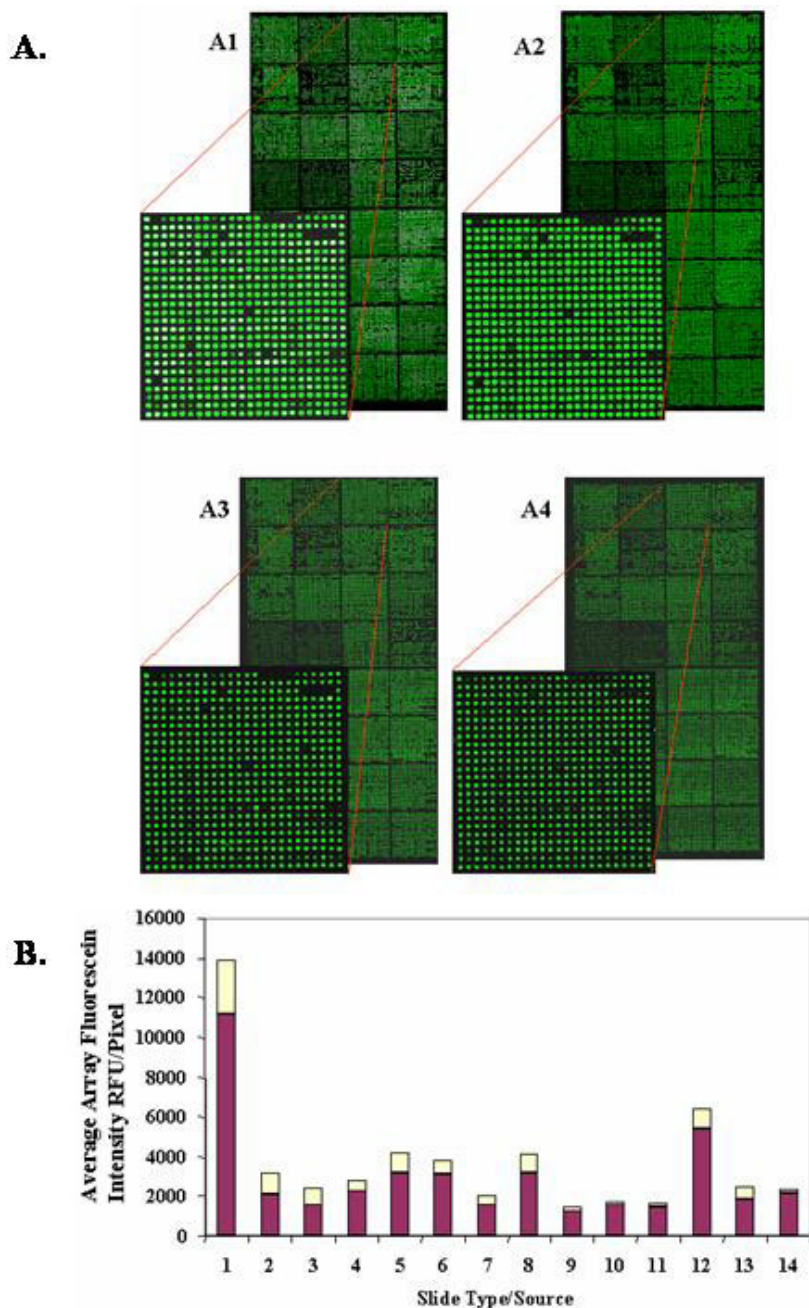 A.
A1
A2
A3
A4
B.
Average Array Fluorescein
Intensity RFU/Pixel
16000
14000
12000
10000
8000
6000
4000
2000
0
1 2 3 4 5 6 7 8 9 10 11 12 13 14
Slide Type/Source